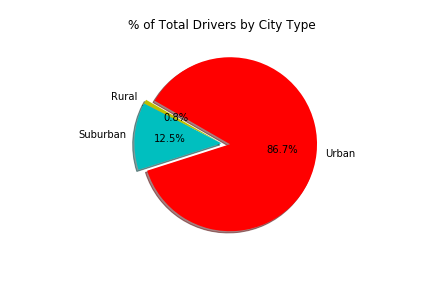 % of Total Drivers by City Type
Rural
0.8%
Suburban
12.5%
86.7%
Urban